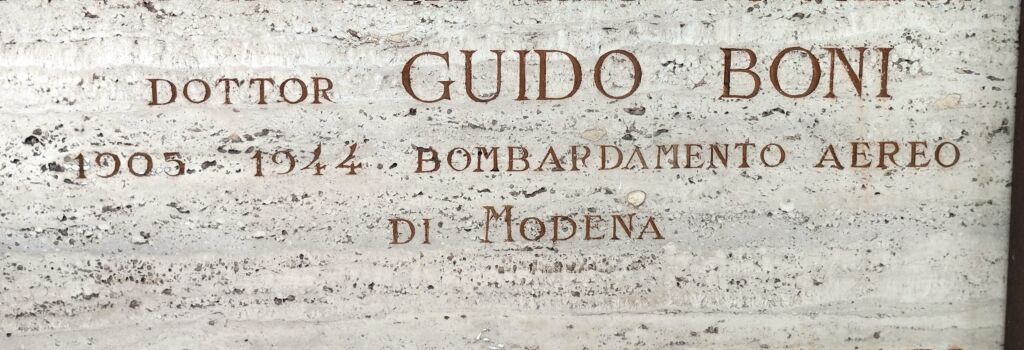 DOTTOR GUIDO BONI
1905 1944 BOMBARDAMENTO AEREO
DI MODENA